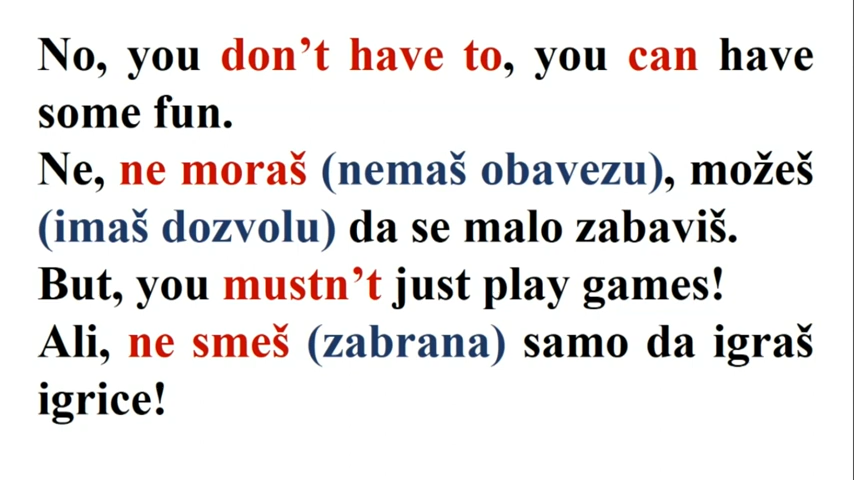 No, you don’t have to, you can have
some fun.
Ne, ne moraš (nemaš obavezu), možeš
(imaš dozvolu) da se malo zabaviš.
But, you mustn’t just play games!
Ali, ne smeš (zabrana) samo da igraš
igrice!